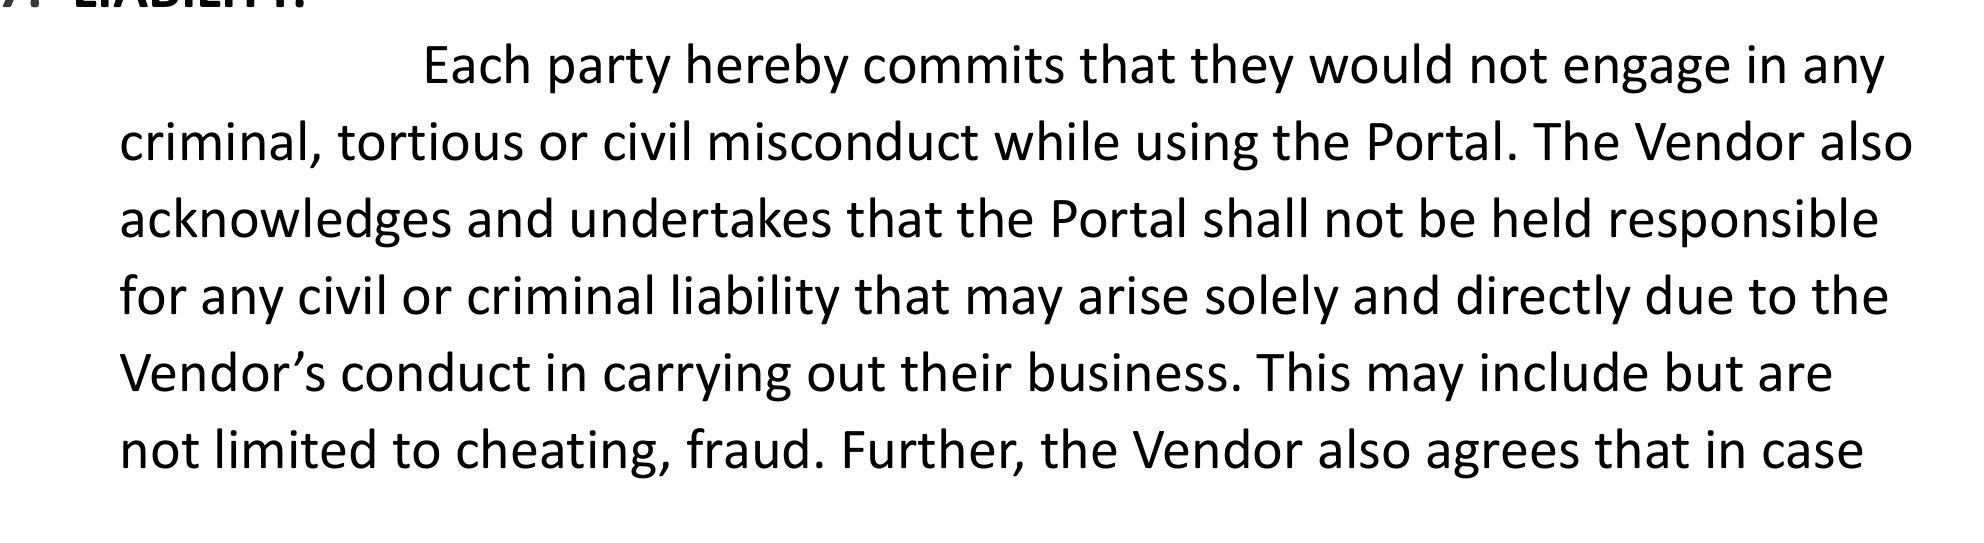 7. LIABILITY:
Each party hereby commits that they would not engage in any
criminal, tortious or civil misconduct while using the Portal. The Vendor also
acknowledges and undertakes that the Portal shall not be held responsible
for any civil or criminal liability that may arise solely and directly due to the
Vendor’s conduct in carrying out their business. This may include but are
not limited to cheating, fraud. Further, the Vendor also agrees that in case